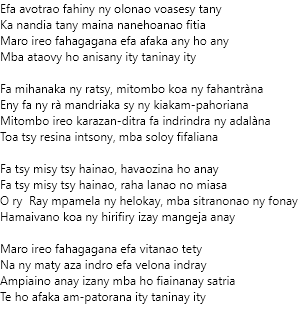 Efa avotrao fahiny ny olonao voasesy tany
Ka nandia tany maina nanehoanao fitia
Maro ireo fahagagana efa afaka any ho any
Mba ataovy ho anisany ity taninay ity

Fa mihanaka ny ratsy, mitombo koa ny fahantràna
Eny fa ny rà mandriaka sy ny kiakam-pahoriana
Mitombo ireo karazan-ditra fa indrindra ny adalàna
Toa tsy resina intsony, mba soloy fifaliana

Fa tsy misy tsy hainao, havaozina ho anay
Fa tsy misy tsy hainao, raha lanao no miasa
O ry  Ray mpamela ny helokay, mba sitranonao ny fonay
Hamaivano koa ny hirifiry izay mangeja anay

Maro ireo fahagagana efa vitanao tety
Na ny maty aza indro efa velona indray
Ampiaino anay izany mba ho fiainanay satria
Te ho afaka am-patorana ity taninay ity